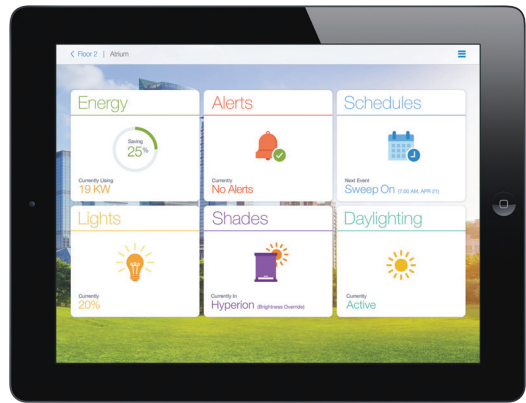 < Floor 2 | Atrium
Energy
Saving
25%
Currently Using
19 KW
Alerts
Currently
No Alerts
Schedules
Next Event
Sweep On (7:00 AM, APR 21)
Lights
Currently
20%
Shades
Currently In
Hyperion (Brightness Override)
Daylighting
Currently
Active